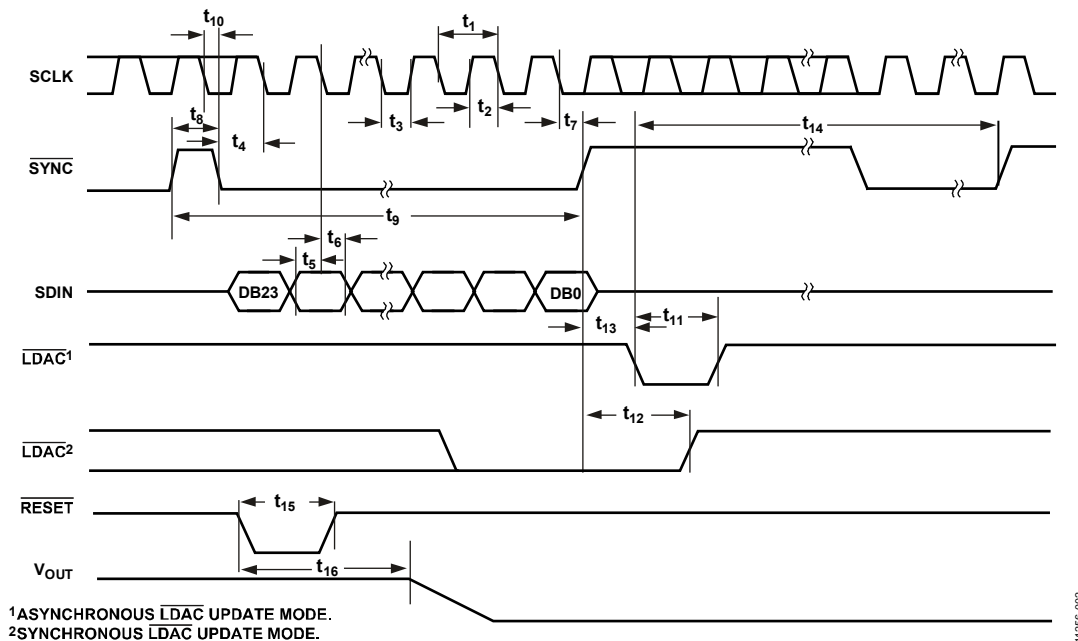 t10
t1
SCLK
t8
t4
t3
t2
t7
t14
SYNC
t9
t6
t5
SDIN
DB23
DB0
t13
t11
LDAC1
t12
LDAC2
RESET
t15
t16
VOUT
1ASYNCHRONOUS LDAC UPDATE MODE.
2SYNCHRONOUS LDAC UPDATE MODE.